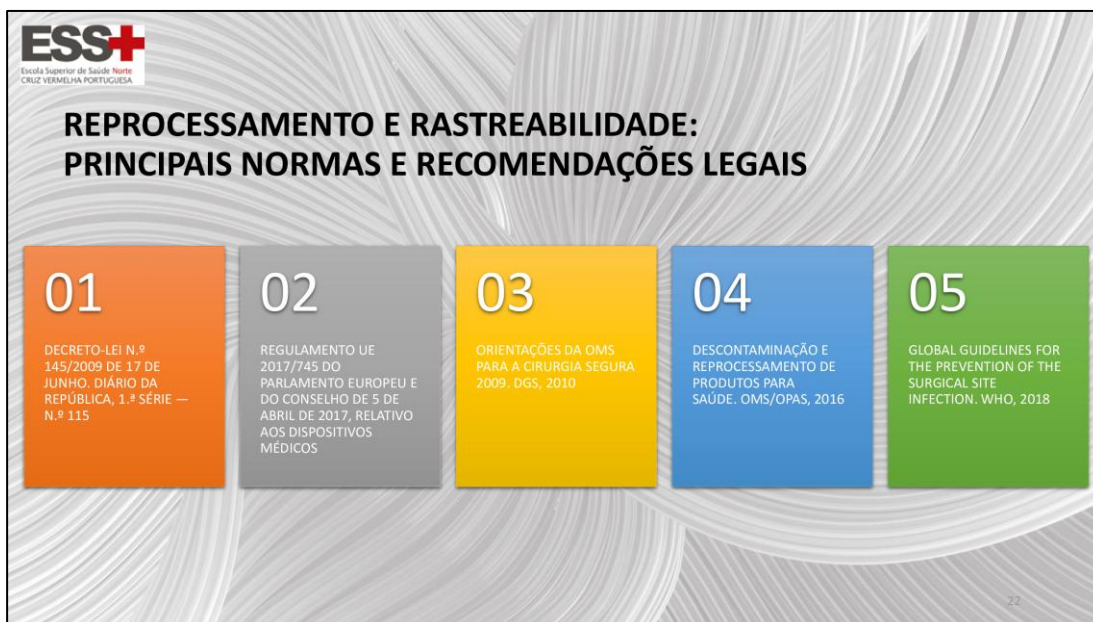 ESS+
Escola Superior de Saúde Norte
CRUZ VERMELHA PORTUGUESA
REPROCESSAMENTO E RASTREABILIDADE:
PRINCIPAIS NORMAS E RECOMENDAÇÕES LEGAIS
01
DECRETO-LEI N.º
145/2009 DE 17 DE
JUNHO. DIÁRIO DA
REPÚBLICA, 1.ª SÉRIE —
N.º 115
02
REGULAMENTO UE
2017/745 DO
PARLAMENTO EUROPEU E
DO CONSELHO DE 5 DE
ABRIL DE 2017, RELATIVO
AOS DISPOSITIVOS
MÉDICOS
03
ORIENTAÇÕES DA OMS
PARA A CIRURGIA SEGURA
2009. DGS, 2010
04
DESCONTAMINAÇÃO E
REPROCESSAMENTO DE
PRODUTOS PARA
SAÚDE. OMS/OPAS, 2016
05
GLOBAL GUIDELINES FOR
THE PREVENTION OF THE
SURGICAL SITE
INFECTION. WHO, 2018
22